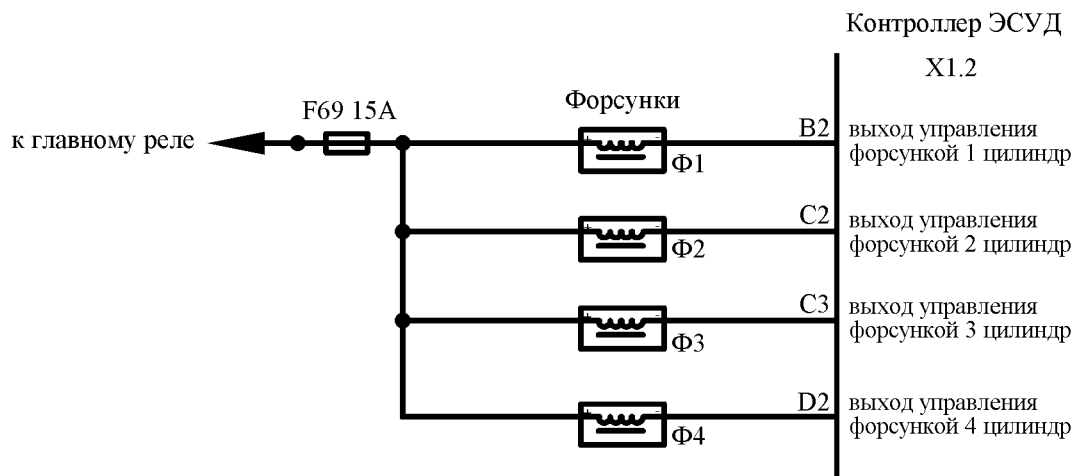 Контроллер ЭСУД
X1.2
F69 15A
Форсунки
к главному реле
B2
выход управления
форсункой 1 цилиндр
Ф1
C2
выход управления
форсункой 2 цилиндр
Ф2
C3
выход управления
форсункой 3 цилиндр
Ф3
D2
выход управления
форсункой 4 цилиндр
Ф4